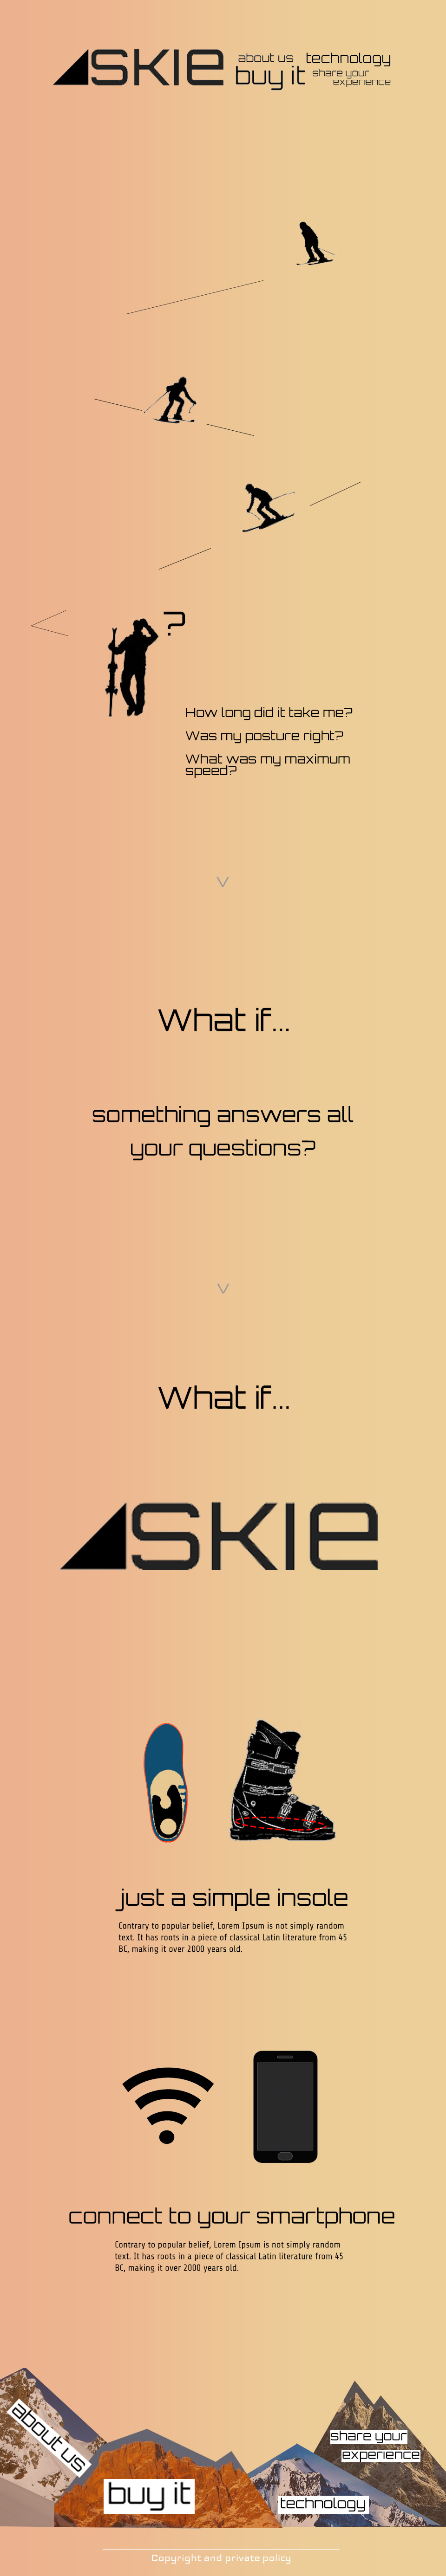 SKIE
about us technology
buy it share your
experience
?
How long did it take me?
Was my posture right?
What was my maximum
speed?
What if...
something answers all
your questions?
What if...
SKIE
just a simple insole
Contrary to popular belief, Lorem Ipsum is not simply random
text. It has roots in a piece of classical Latin literature from 45
BC, making it over 2000 years old.
connect to your smartphone
Contrary to popular belief, Lorem Ipsum is not simply random
text. It has roots in a piece of classical Latin literature from 45
BC, making it over 2000 years old.
about us
share your
experience
buy it
technology
Copyright and private policy